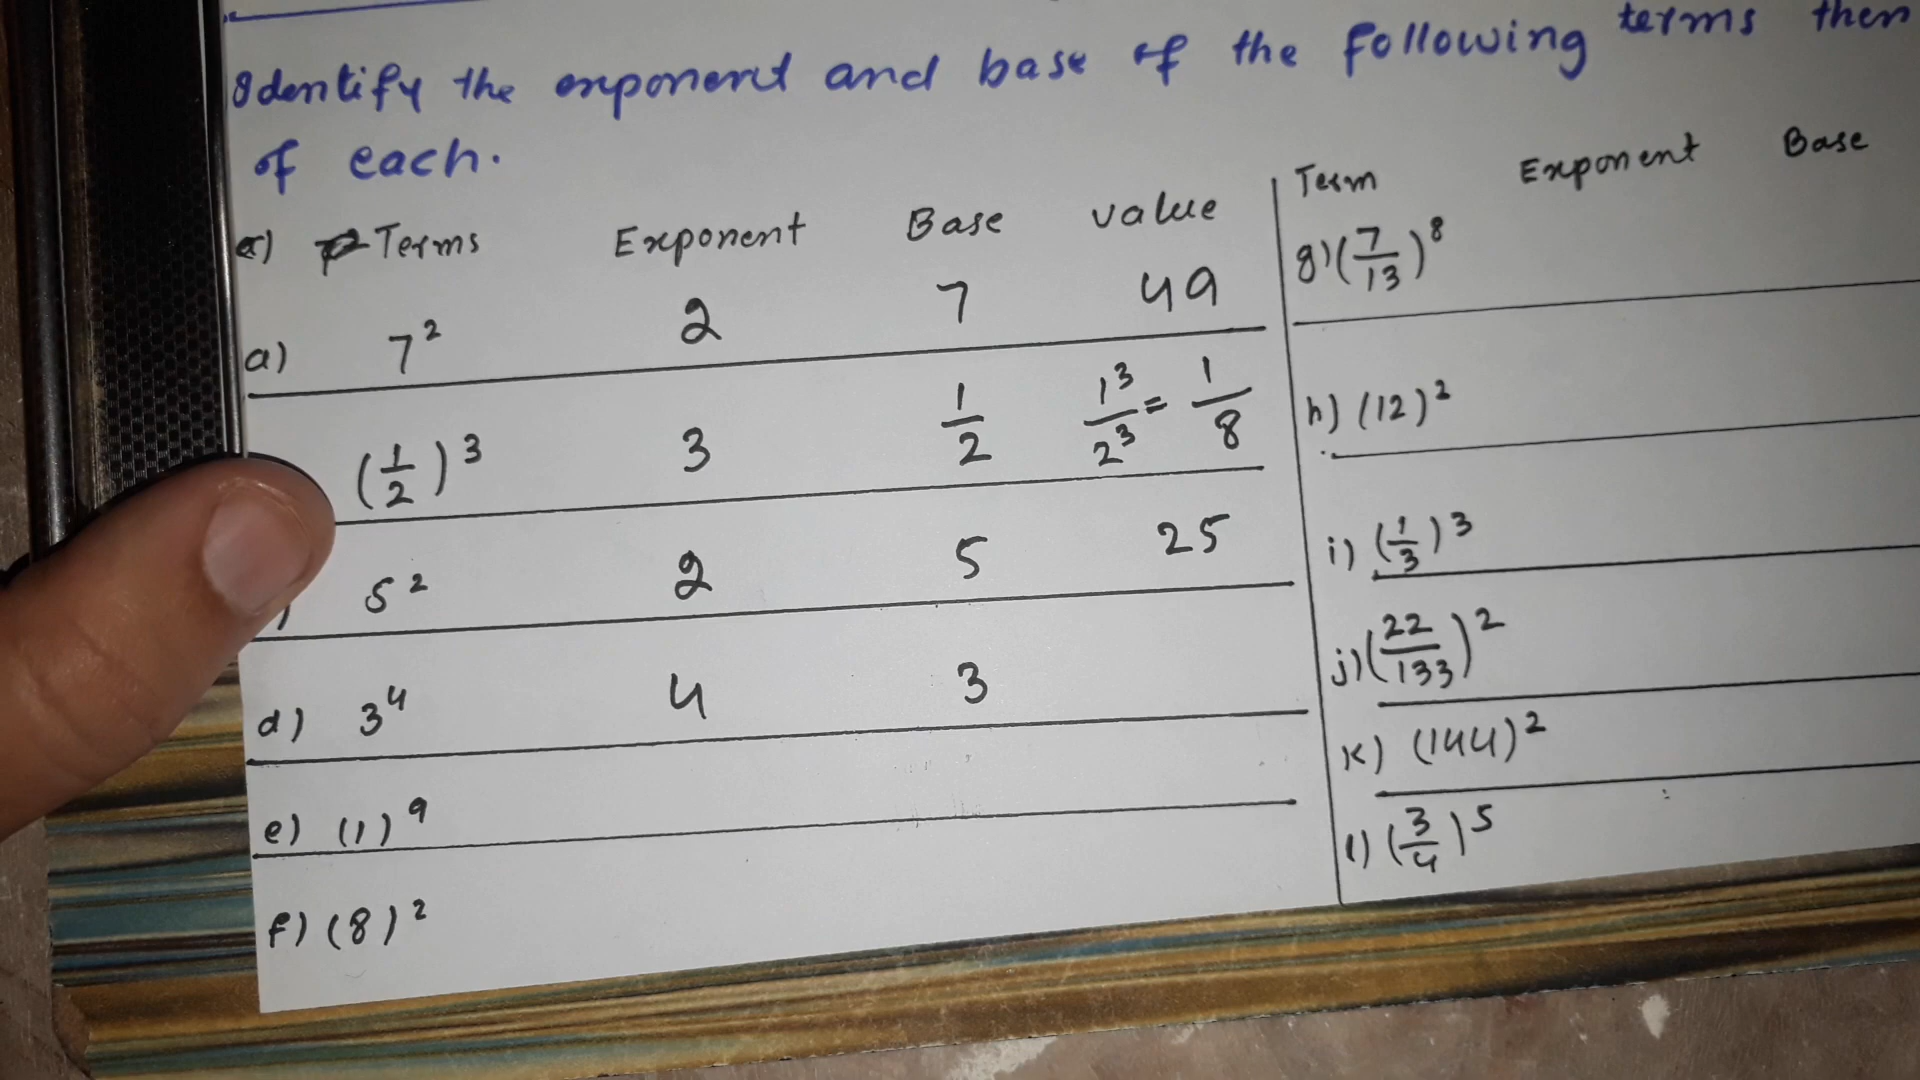 Identify the exponent and base of the following terms then
of each.
Terms Exponent Base value
a) 7² 2 7 49
(1/2)³ 3 1/2 1³/2³ = 1/8
) 5² 2 5 25
d) 3⁴ 4 3
e) (1)⁹
f) (8)²
Term Exponent Base
g) (7/13)⁸
h) (12)²
i) (1/3)³
j) (22/133)²
k) (144)²
l) (3/4)⁵